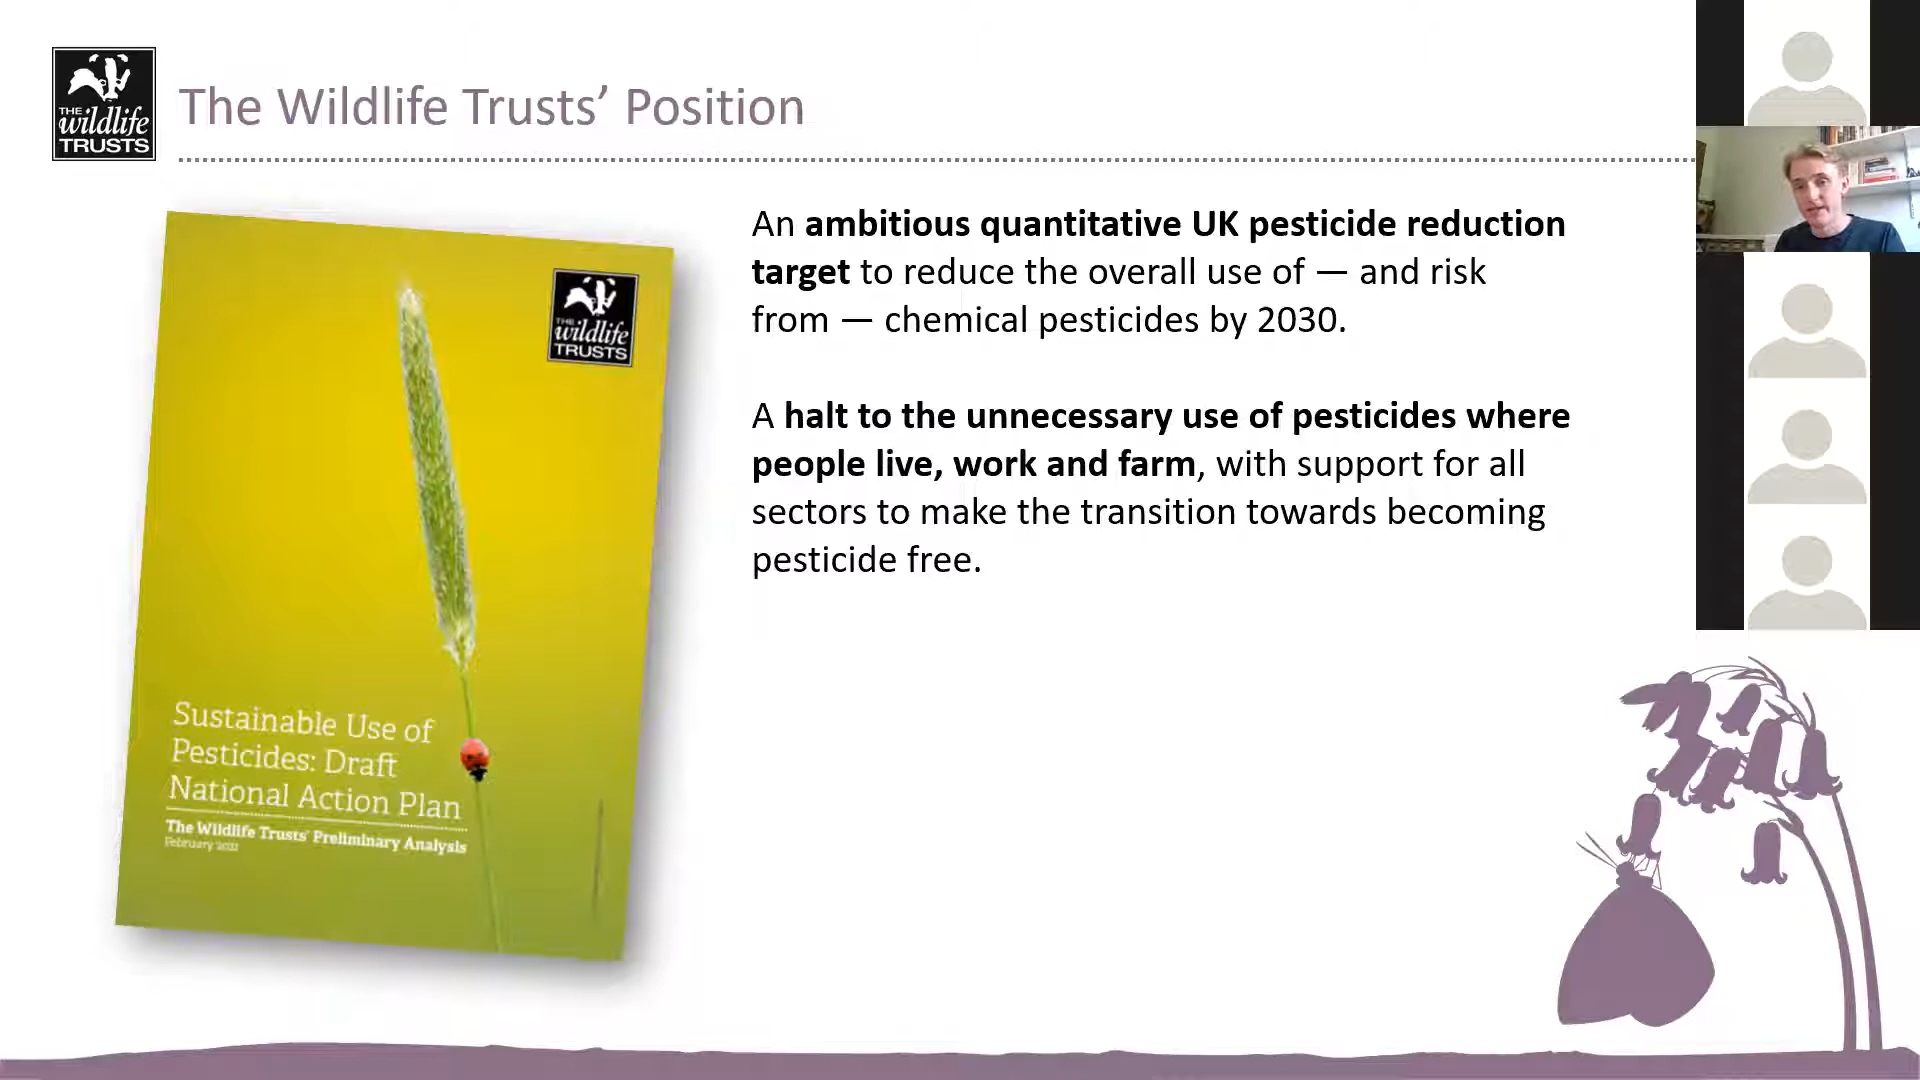 THE
wildlife
TRUSTS
The Wildlife Trusts’ Position
An ambitious quantitative UK pesticide reduction
target to reduce the overall use of — and risk
from — chemical pesticides by 2030.
A halt to the unnecessary use of pesticides where
people live, work and farm, with support for all
sectors to make the transition towards becoming
pesticide free.
THE
wildlife
TRUSTS
Sustainable Use of
Pesticides: Draft
National Action Plan
The Wildlife Trusts' Preliminary Analysis
February